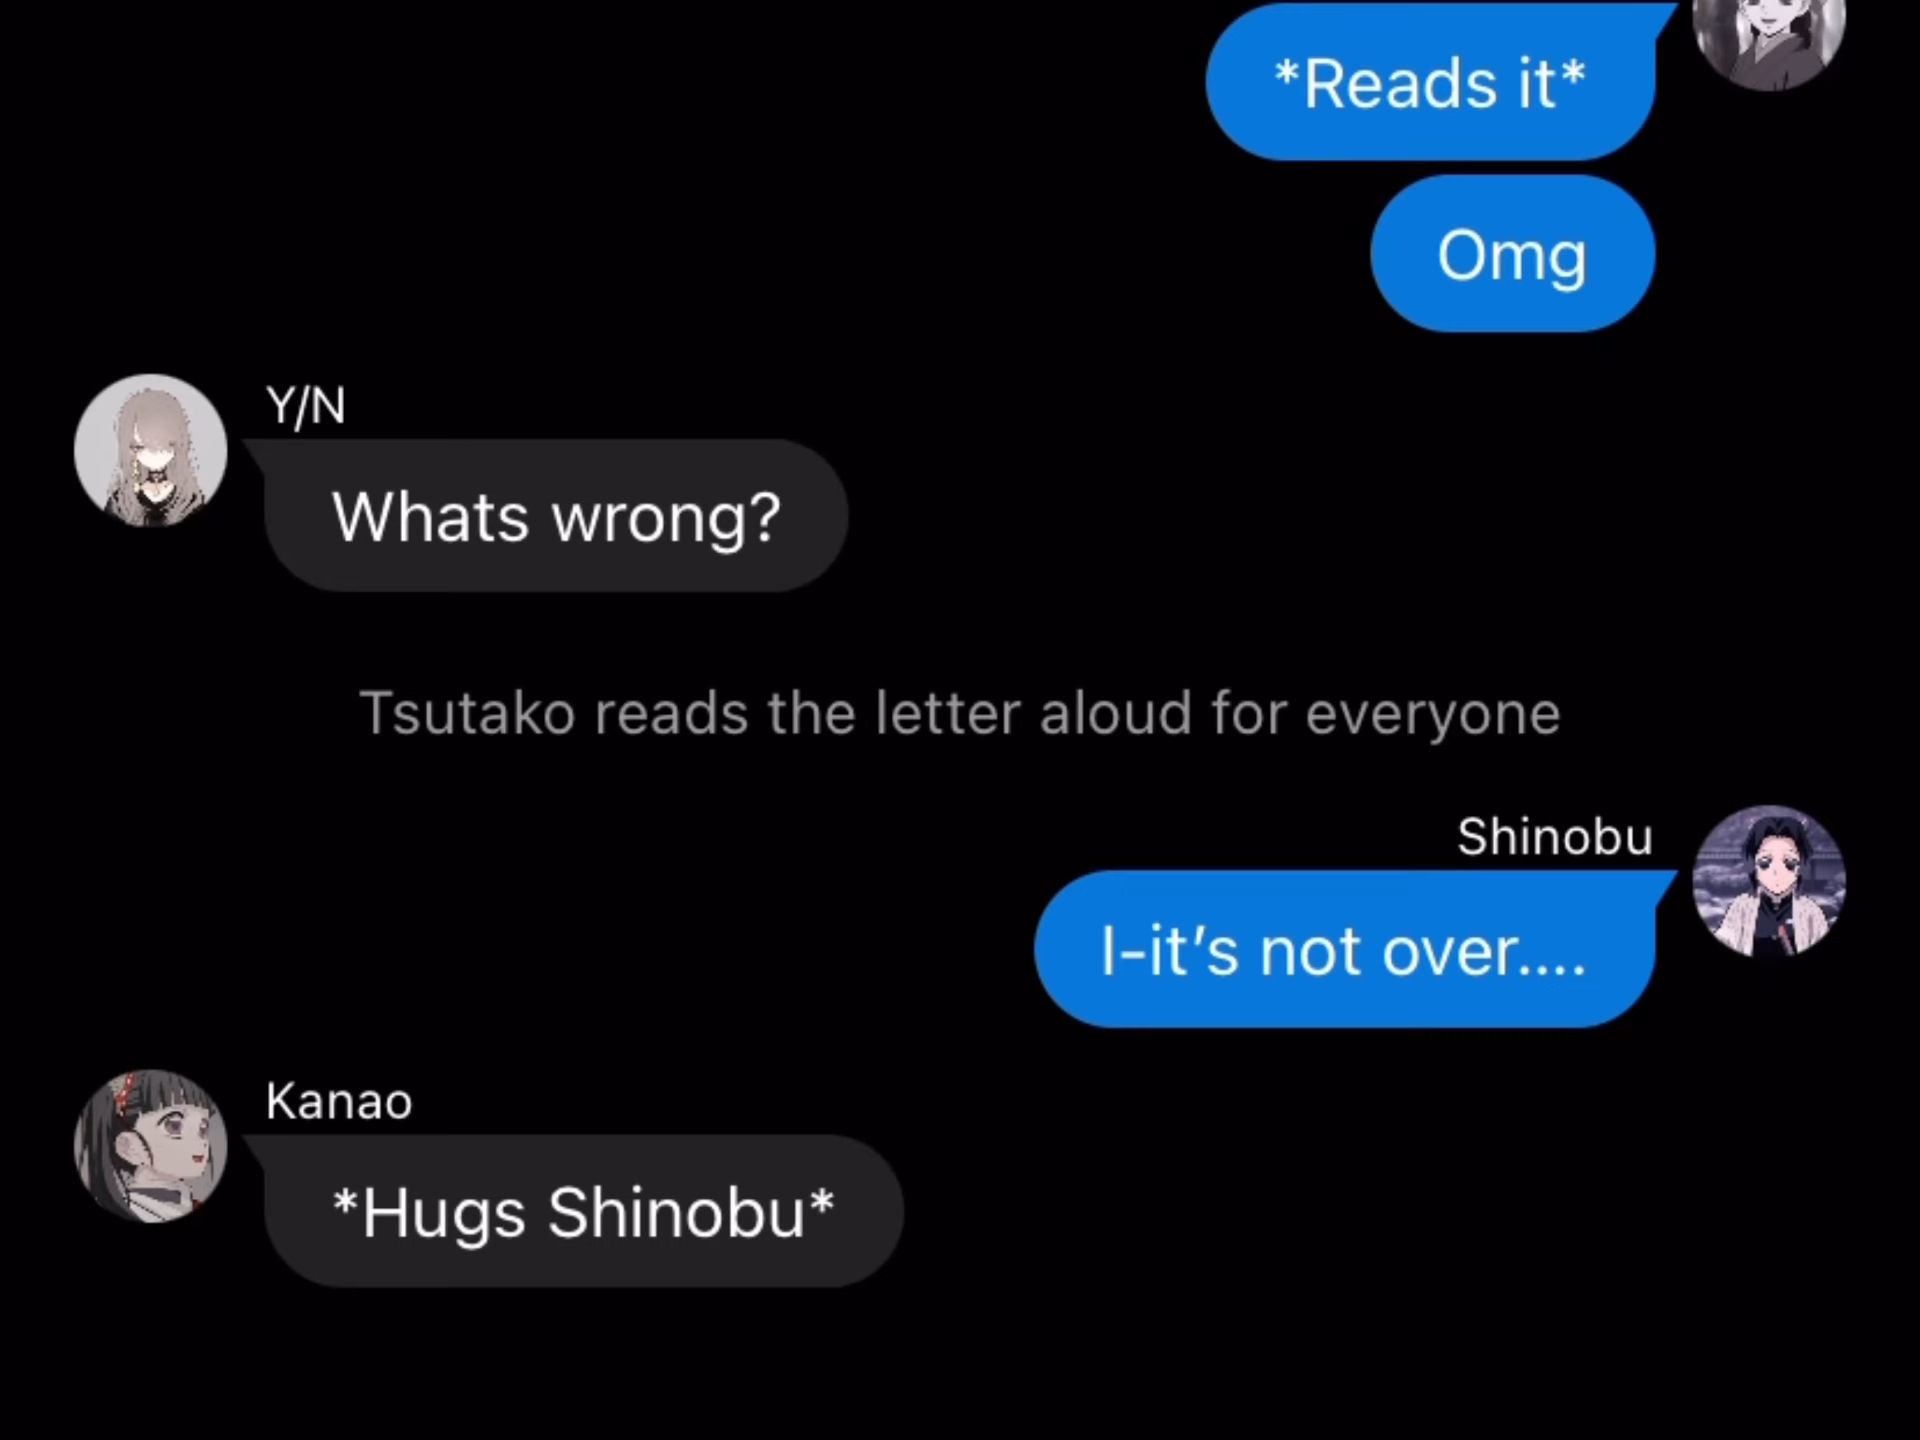 *Reads it*
Omg
Y/N
Whats wrong?
Tsutako reads the letter aloud for everyone
Shinobu
I-it’s not over....
Kanao
*Hugs Shinobu*